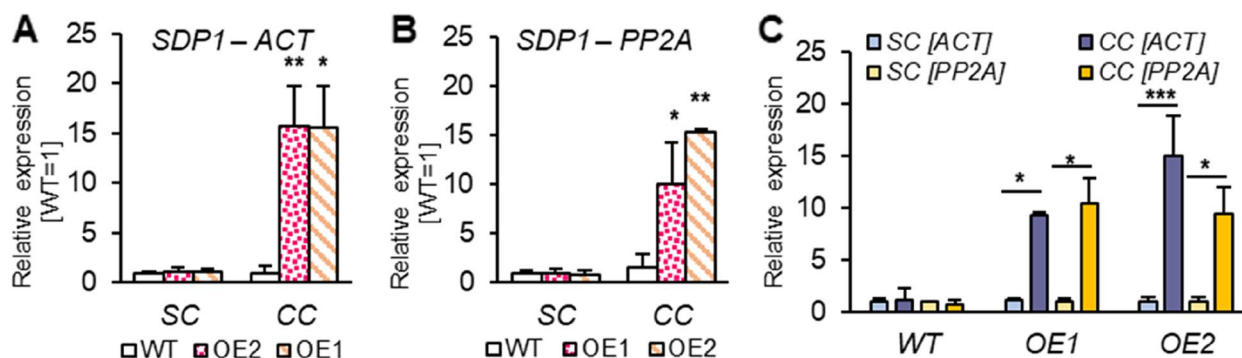 A
SDP1 – ACT
Relative expression
[WT=1]
25
20
15
10
5
0
** *
SC CC
WT OE2 OE1
B
SDP1 – PP2A
Relative expression
[WT=1]
25
20
15
10
5
0
* **
SC CC
WT OE1 OE2
C
SC [ACT] CC [ACT]
SC [PP2A] CC [PP2A]
Relative expression
[WT=1]
25
20
15
10
5
0
* * *** *
WT OE1 OE2